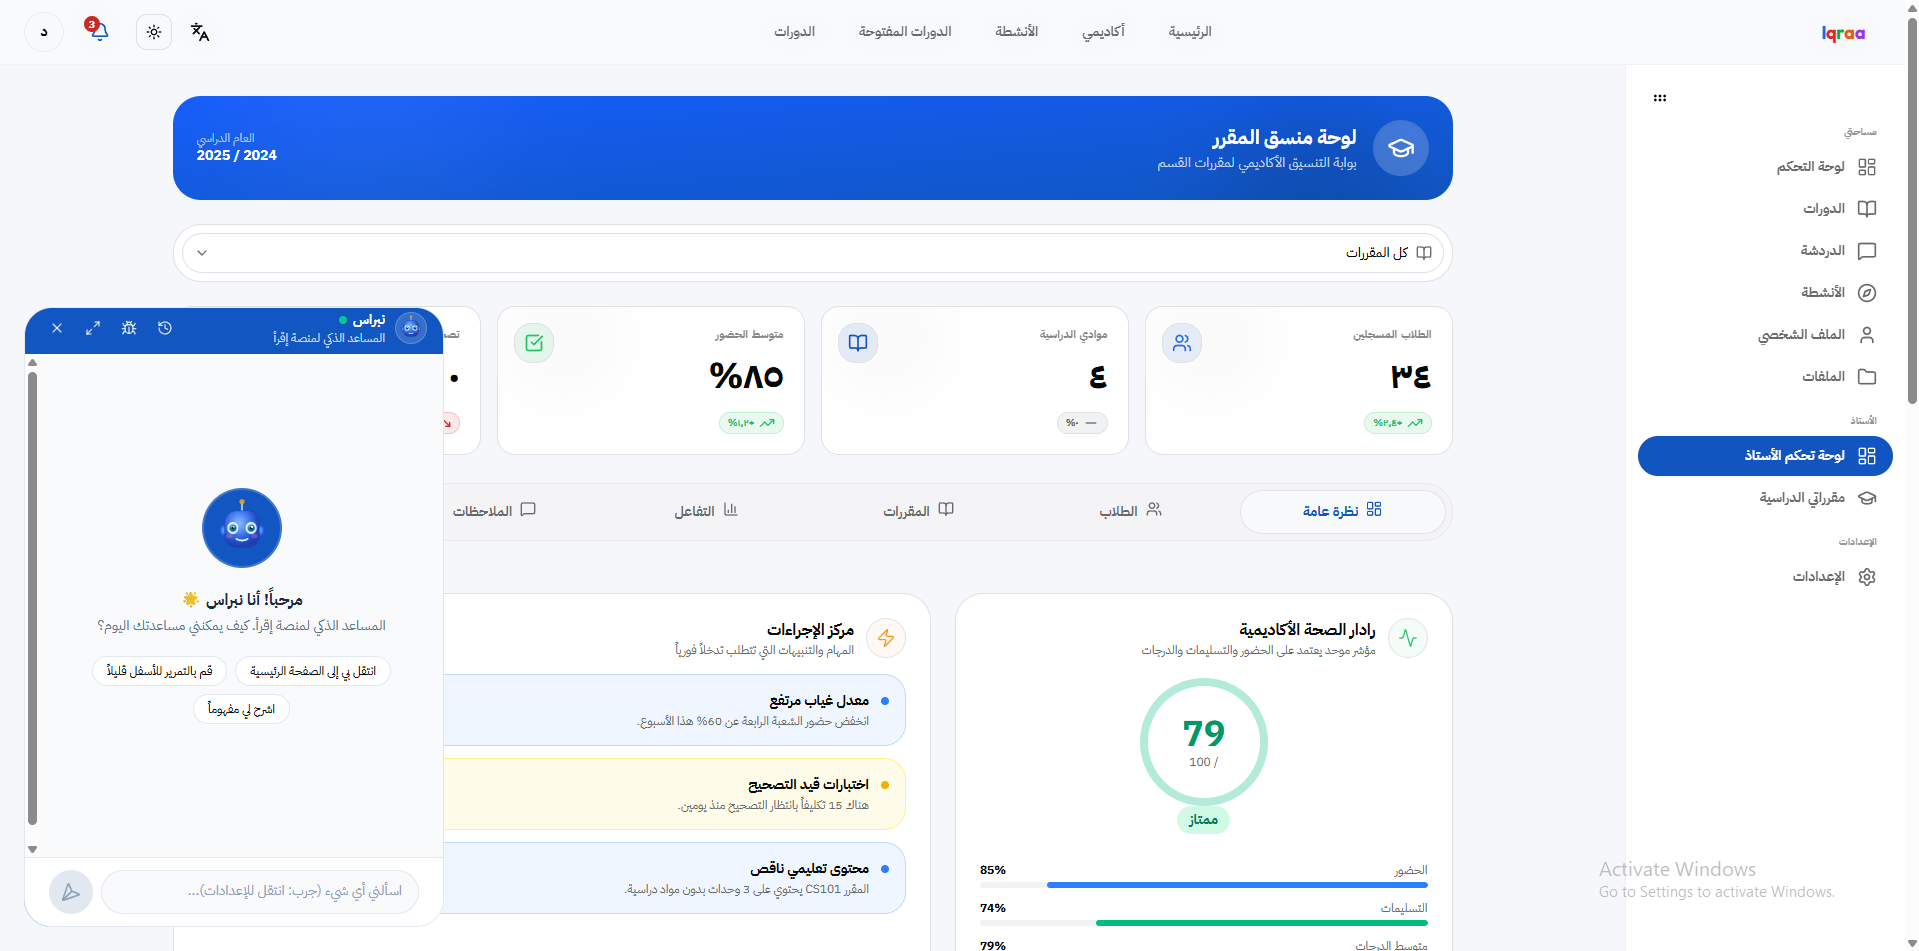 Iqraa
الرئيسية
أكاديمي
الأنشطة
الدورات المفتوحة
الدورات
3
د
مساحتي
لوحة التحكم
الدورات
الدردشة
الأنشطة
الملف الشخصي
الملفات
الأستاذ
لوحة تحكم الأستاذ
مقرراتي الدراسية
الإعدادات
الإعدادات
لوحة منسق المقرر
بوابة التنسيق الأكاديمي لمقررات القسم
العام الدراسي
2024 / 2025
كل المقررات
الطلاب المسجلين
٣٤
%٢,٤+
موادي الدراسية
٤
%٠
متوسط الحضور
%٨٥
%١,٢+
نظرة عامة
الطلاب
المقررات
التفاعل
الملاحظات
رادار الصحة الأكاديمية
مؤشر موحد يعتمد على الحضور والتسليمات والدرجات
79
100 /
ممتاز
الحضور
85%
التسليمات
74%
متوسط الدرجات
79%
مركز الإجراءات
المهام والتنبيهات التي تتطلب تدخلاً فورياً
معدل غياب مرتفع
انخفض حضور الشعبة الرابعة عن 60% هذا الأسبوع.
اختبارات قيد التصحيح
هناك 15 تكليفاً بانتظار التصحيح منذ يومين.
محتوى تعليمي ناقص
المقرر CS101 يحتوي على 3 وحدات بدون مواد دراسية.
نبراس
المساعد الذكي لمنصة إقرأ
مرحباً! أنا نبراس 🌟
المساعد الذكي لمنصة إقرأ. كيف يمكنني مساعدتك اليوم؟
انتقل بي إلى الصفحة الرئيسية
قم بالتمرير للأسفل قليلاً
اشرح لي مفهوماً
اسألني أي شيء (جرب: انتقل للإعدادات)...
Activate Windows
Go to Settings to activate Windows.